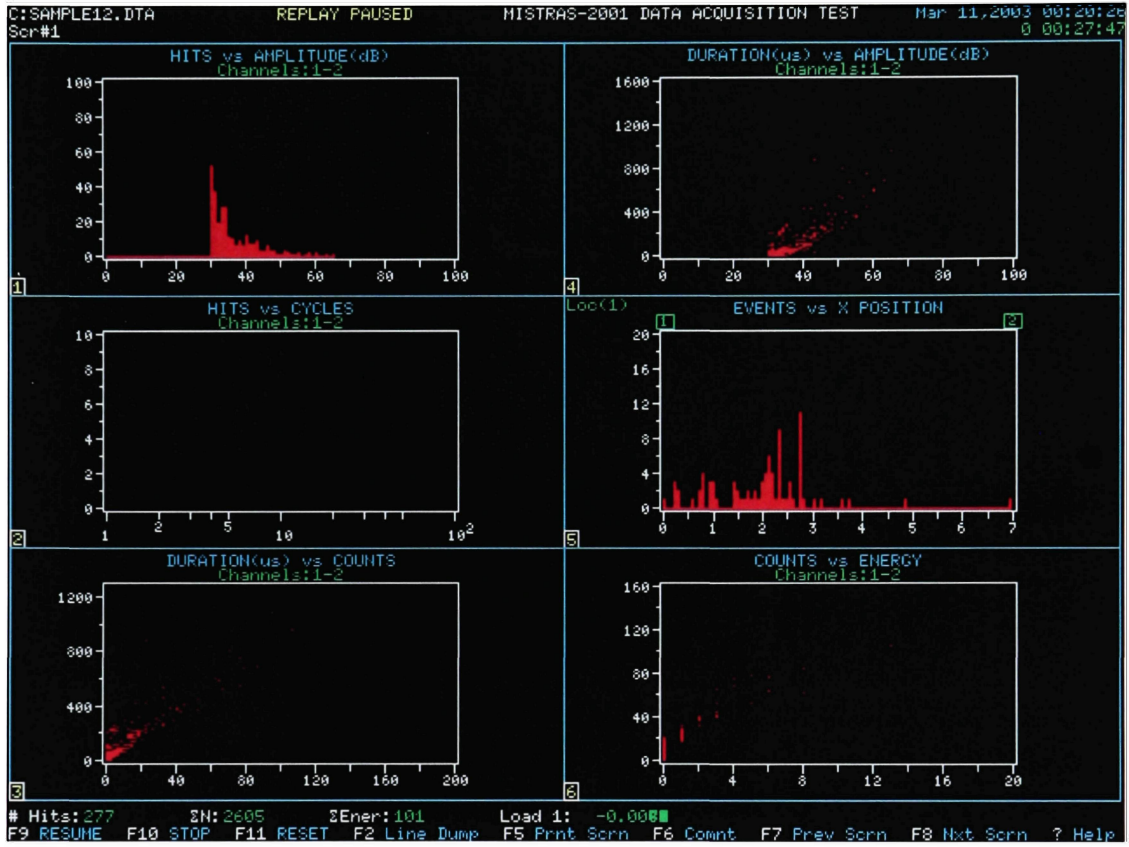 C:SAMPLE12.DTA REPLAY PAUSED MISTRAS-2001 DATA ACQUISITION TEST Mar 11,2003 00:20:26
Scr#1 0 00:27:47
HITS vs AMPLITUDE(dB)
Channels:1-2
100
80
60
40
20
0
0 20 40 60 80 100
1
DURATION(us) vs AMPLITUDE(dB)
Channels:1-2
1600
1200
800
400
0
0 20 40 60 80 100
4
HITS vs CYCLES
Channels:1-2
10
8
6
4
2
0
1 2 5 10 10²
2
Loc(1) EVENTS vs X POSITION
1 2
20
16
12
8
4
0
0 1 2 3 4 5 6 7
5
DURATION(us) vs COUNTS
Channels:1-2
1200
800
400
0
0 40 80 120 160 200
3
COUNTS vs ENERGY
Channels:1-2
160
120
80
40
0
0 4 8 12 16 20
6
# Hits:277 ΣN:2605 ΣEner:101 Load 1: -0.00
F9 RESUME F10 STOP F11 RESET F2 Line Dump F5 Prnt Scrn F6 Comnt F7 Prev Scrn F8 Nxt Scrn ? Help